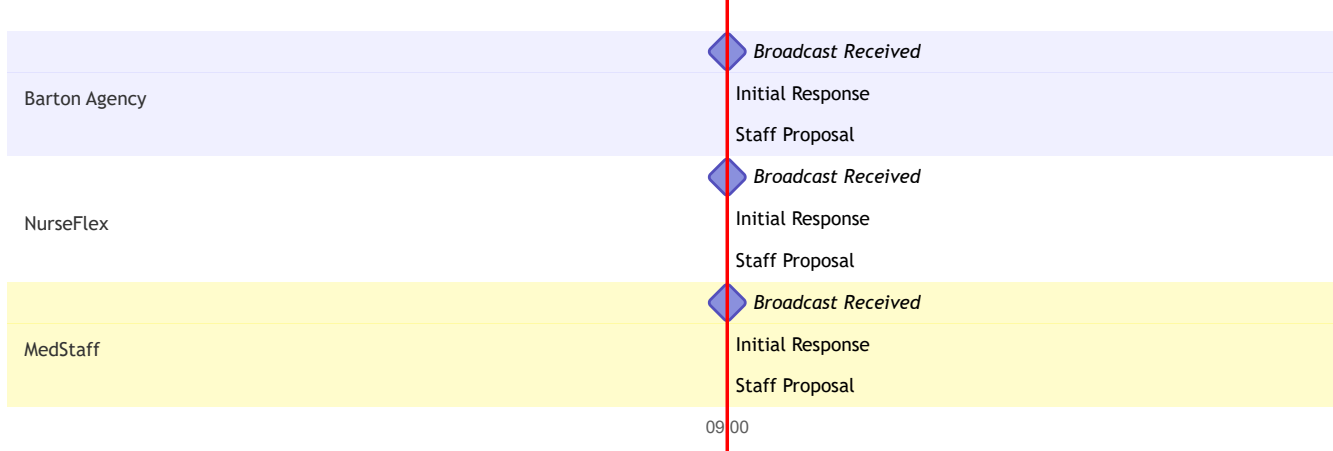 Broadcast Received
Barton Agency
Initial Response
Staff Proposal
Broadcast Received
NurseFlex
Initial Response
Staff Proposal
Broadcast Received
MedStaff
Initial Response
Staff Proposal
09:00